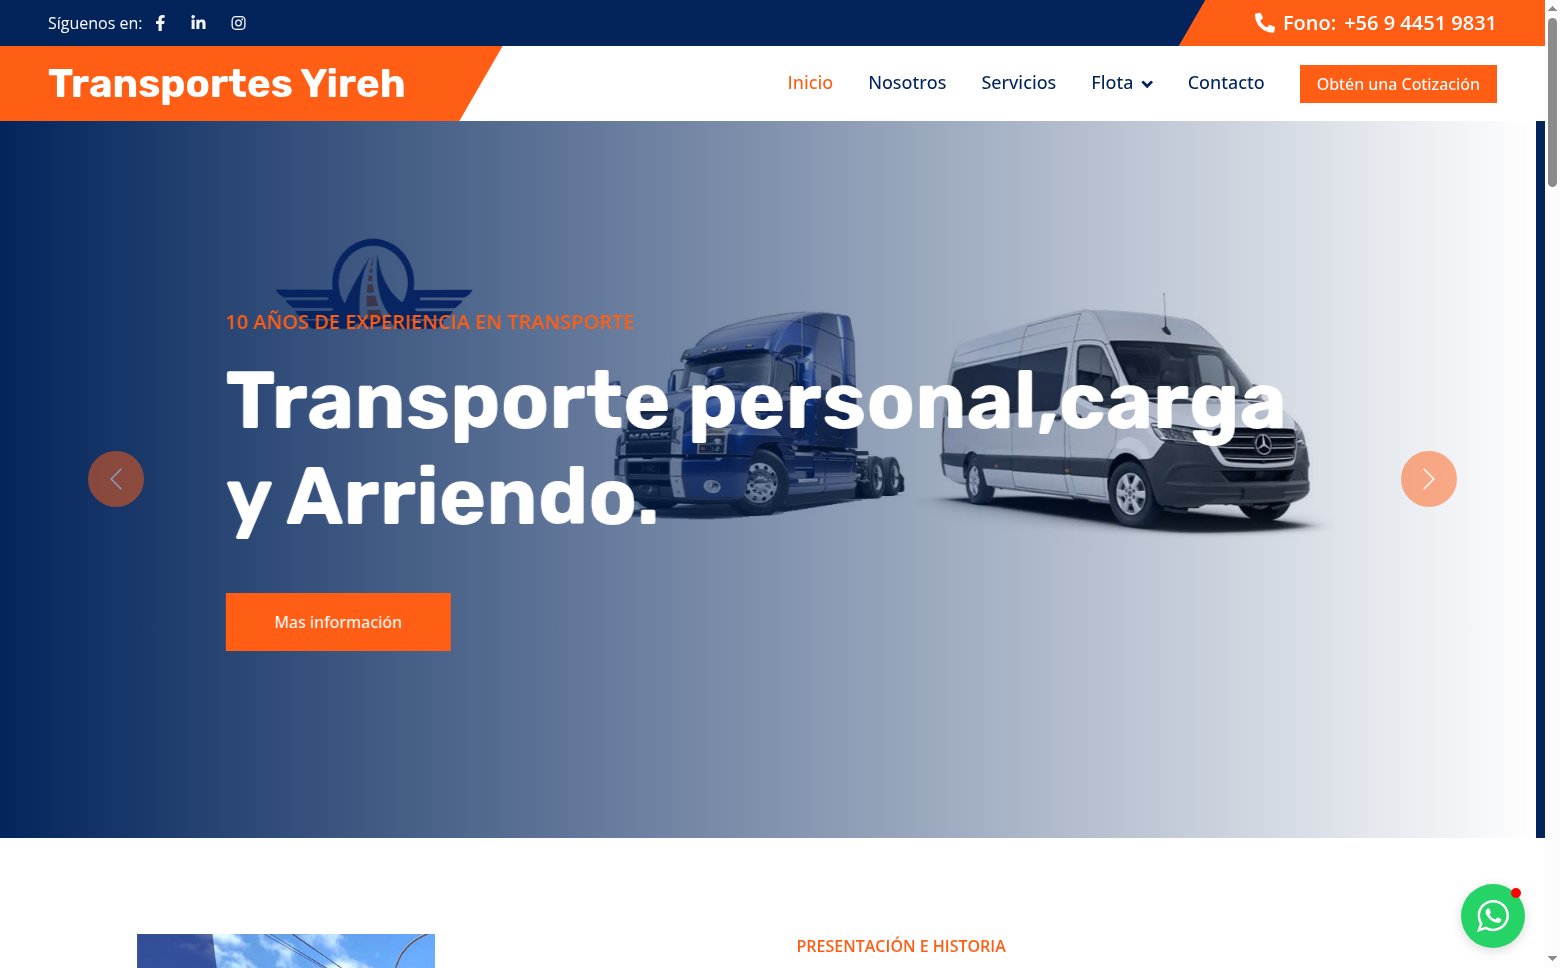 Síguenos en:
Fono: +56 9 4451 9831
Transportes Yireh
Inicio
Nosotros
Servicios
Flota
Contacto
Obtén una Cotización
10 AÑOS DE EXPERIENCIA EN TRANSPORTE
Transporte personal,carga
y Arriendo.
MACK
Mas información
PRESENTACIÓN E HISTORIA